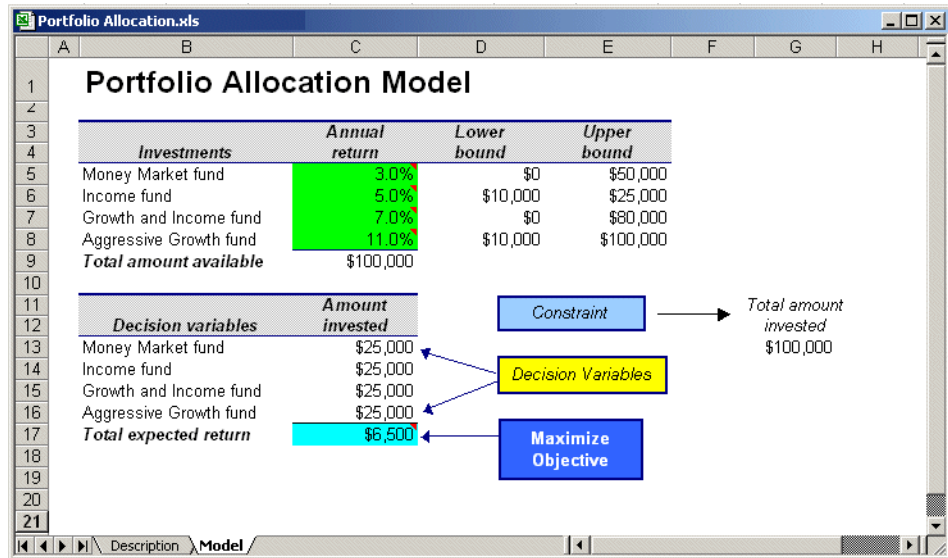 Portfolio Allocation.xls
A B C D E F G H
1 Portfolio Allocation Model
2
3 Annual Lower Upper
4 Investments return bound bound
5 Money Market fund 3.0% $0 $50,000
6 Income fund 5.0% $10,000 $25,000
7 Growth and Income fund 7.0% $0 $80,000
8 Aggressive Growth fund 11.0% $10,000 $100,000
9 Total amount available $100,000
10
11 Amount Constraint Total amount
12 Decision variables invested invested
13 Money Market fund $25,000 $100,000
14 Income fund $25,000 Decision Variables
15 Growth and Income fund $25,000
16 Aggressive Growth fund $25,000
17 Total expected return $6,500 Maximize
18 Objective
19
20
21
Description Model